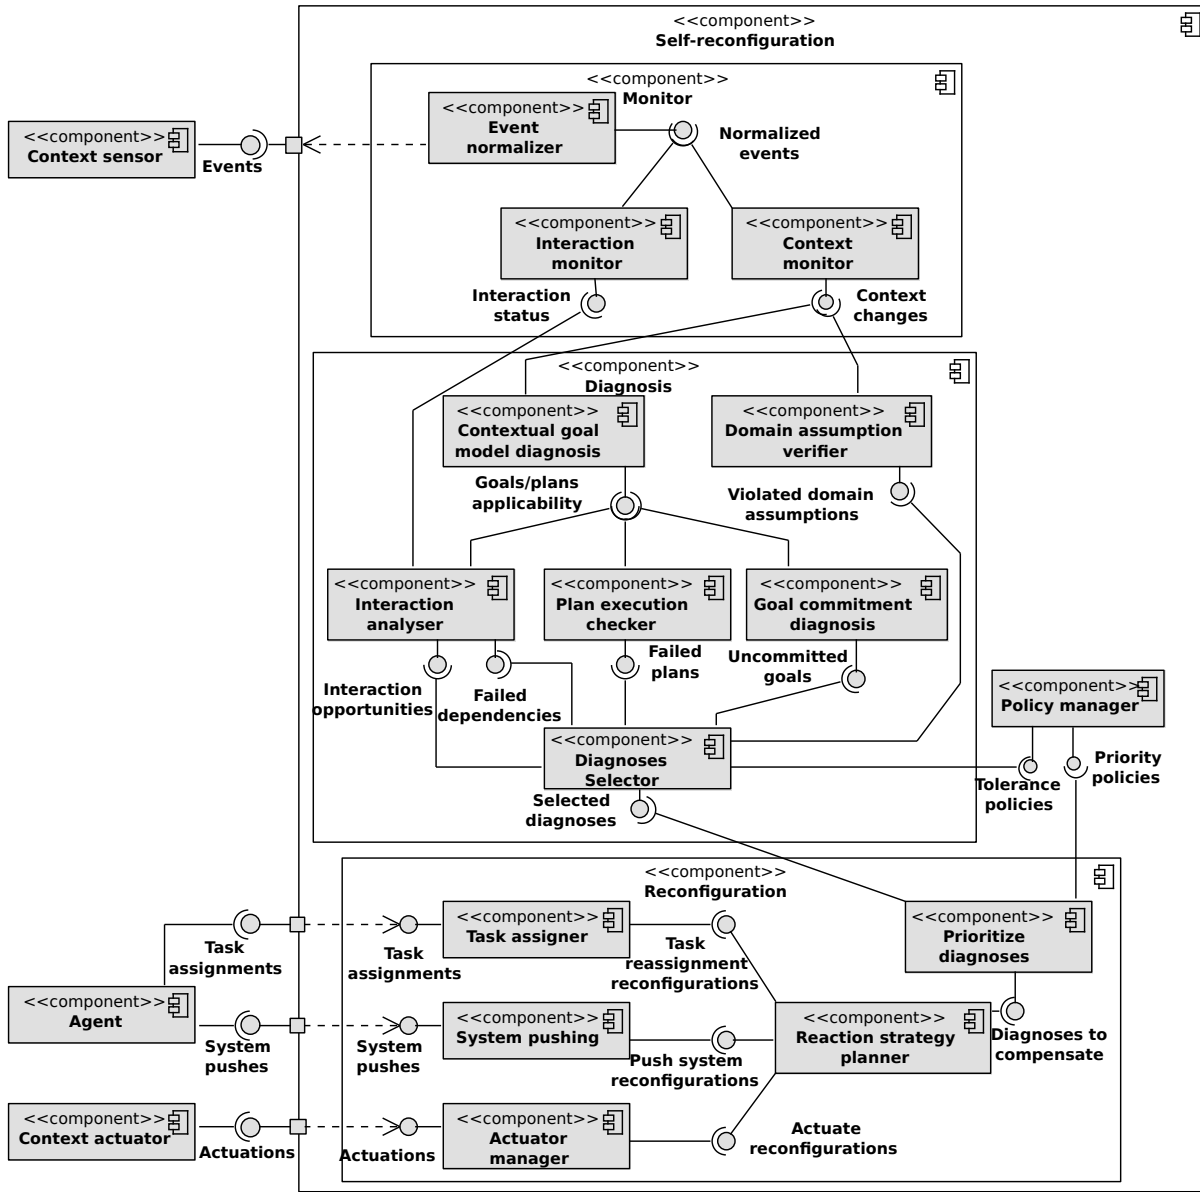 <<component>>
Self-reconfiguration
<<component>>
Monitor
<<component>>
Event
normalizer
Normalized
events
<<component>>
Context sensor
Events
<<component>>
Interaction
monitor
<<component>>
Context
monitor
Interaction
status
Context
changes
<<component>>
Diagnosis
<<component>>
Contextual goal
model diagnosis
<<component>>
Domain assumption
verifier
Goals/plans
applicability
Violated domain
assumptions
<<component>>
Interaction
analyser
<<component>>
Plan execution
checker
<<component>>
Goal commitment
diagnosis
Interaction
opportunities
Failed
dependencies
Failed
plans
Uncommitted
goals
<<component>>
Policy manager
<<component>>
Diagnoses
Selector
Tolerance
policies
Priority
policies
Selected
diagnoses
<<component>>
Reconfiguration
Task
assignments
Task
assignments
<<component>>
Task assigner
Task
reassignment
reconfigurations
<<component>>
Prioritize
diagnoses
<<component>>
Agent
System
pushes
System
pushes
<<component>>
System pushing
Push system
reconfigurations
<<component>>
Reaction strategy
planner
Diagnoses to
compensate
<<component>>
Context actuator
Actuations
Actuations
<<component>>
Actuator
manager
Actuate
reconfigurations